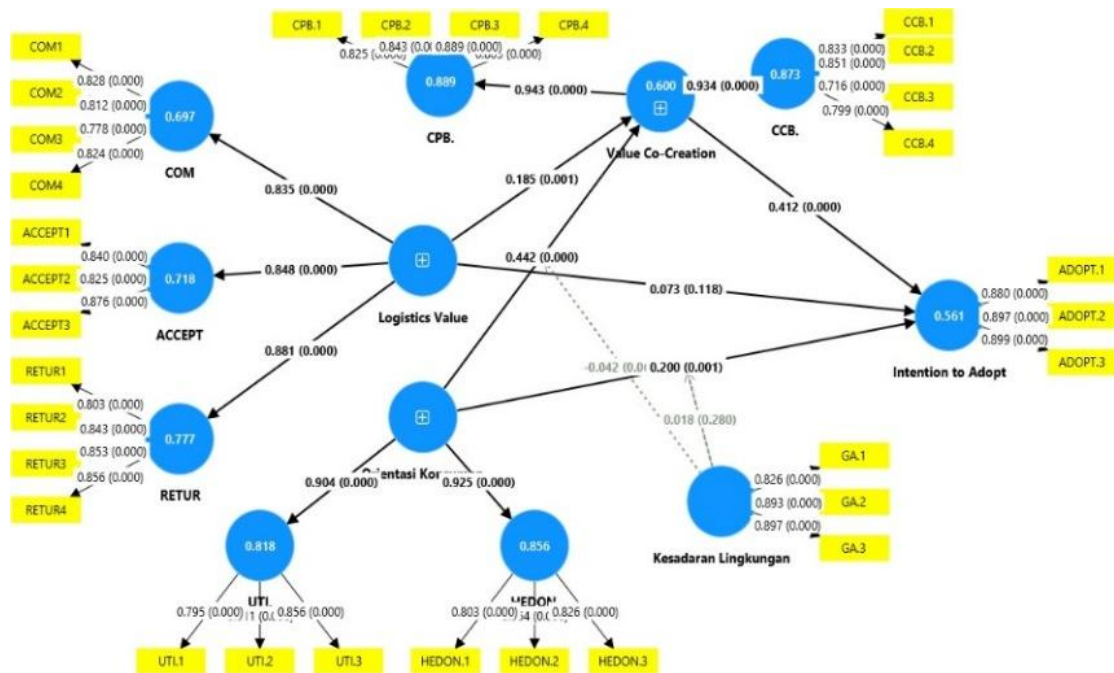 CPB.1
CPB.2
CPB.3
CPB.4
0.843
0.889 (0.000)
0.825
0.889
CPB.
0.943 (0.000)
0.600
Value Co-Creation
0.934 (0.000)
0.873
CCB.
0.833 (0.000)
0.851 (0.000)
0.716 (0.000)
0.799 (0.000)
CCB.1
CCB.2
CCB.3
CCB.4
COM1
COM2
COM3
COM4
0.828 (0.000)
0.812 (0.000)
0.778 (0.000)
0.824 (0.000)
0.697
COM
0.835 (0.000)
0.185 (0.001)
0.412 (0.000)
ACCEPT1
ACCEPT2
ACCEPT3
0.840 (0.000)
0.825 (0.000)
0.876 (0.000)
0.718
ACCEPT
0.848 (0.000)
Logistics Value
0.442 (0.000)
0.073 (0.118)
0.881 (0.000)
0.561
Intention to Adopt
0.880 (0.000)
0.897 (0.000)
0.899 (0.000)
ADOPT.1
ADOPT.2
ADOPT.3
RETUR1
RETUR2
RETUR3
RETUR4
0.803 (0.000)
0.843 (0.000)
0.853 (0.000)
0.856 (0.000)
0.777
RETUR
-0.042
0.200 (0.001)
0.018 (0.280)
Orientasi
0.904 (0.000)
0.925 (0.000)
Kesadaran Lingkungan
0.826 (0.000)
0.893 (0.000)
0.897 (0.000)
GA.1
GA.2
GA.3
0.818
UTI.
0.795 (0.000)
0.856 (0.000)
UTI.1
UTI.2
UTI.3
0.856
HEDON
0.803 (0.000)
0.826 (0.000)
HEDON.1
HEDON.2
HEDON.3